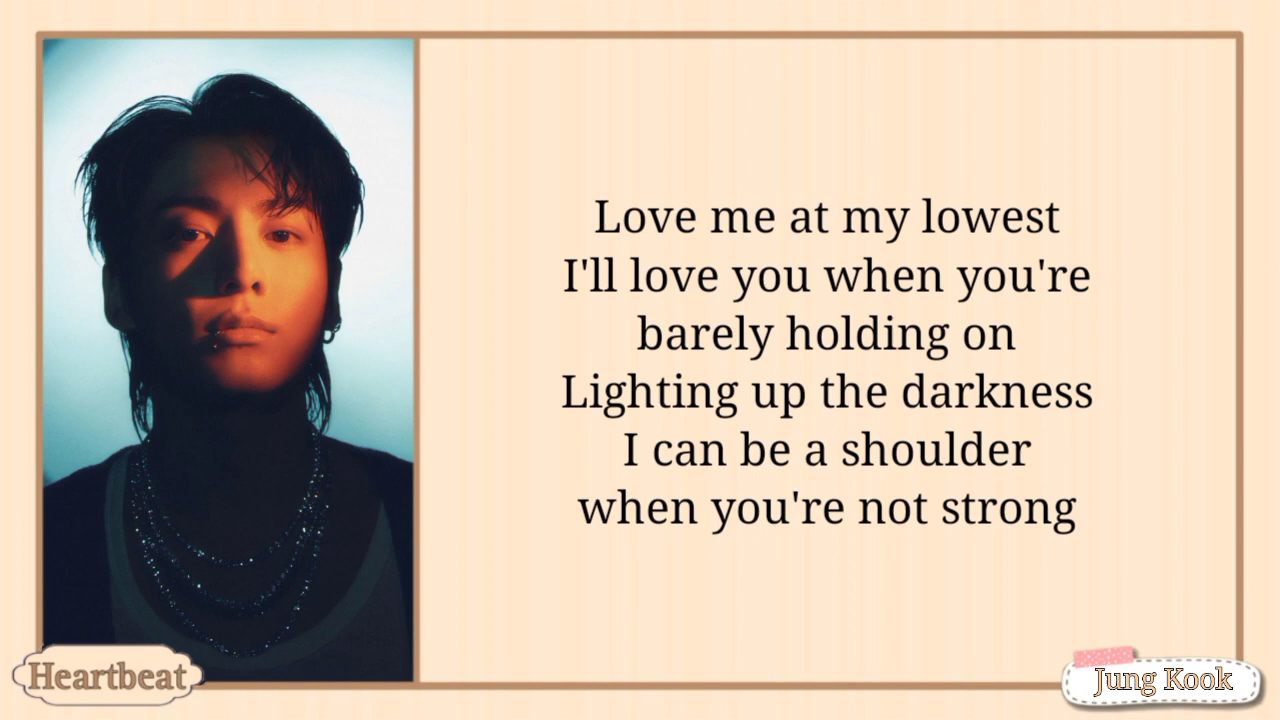 Love me at my lowest
I'll love you when you're
barely holding on
Lighting up the darkness
I can be a shoulder
when you're not strong
Heartbeat
Jung Kook